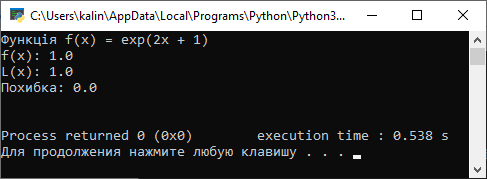 C:\Users\kalin\AppData\Local\Programs\Python\Python3...
Функція f(x) = exp(2x + 1)
f(x): 1.0
L(x): 1.0
Похибка: 0.0
Process returned 0 (0x0)        execution time : 0.538 s
Для продолжения нажмите любую клавишу . . .